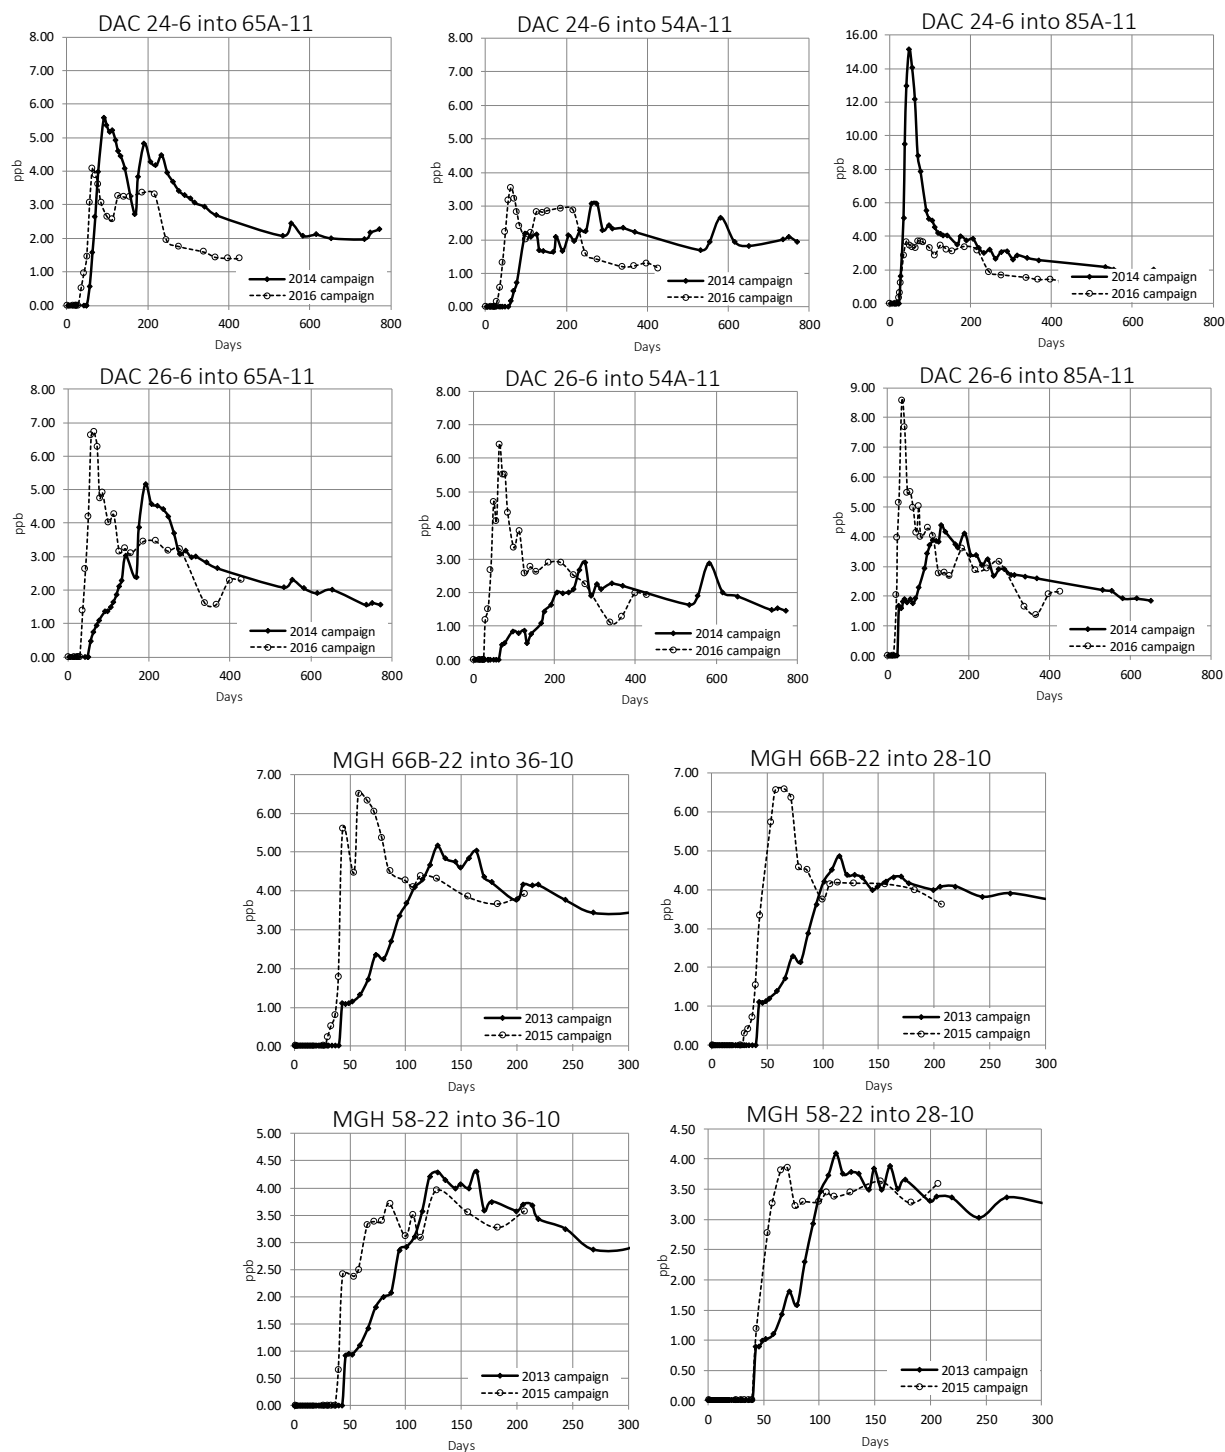 DAC 24-6 into 65A-11
8.00
7.00
6.00
5.00
4.00
3.00
2.00
1.00
0.00
ppb
0 200 400 600 800
Days
2014 campaign
2016 campaign
DAC 24-6 into 54A-11
8.00
7.00
6.00
5.00
4.00
3.00
2.00
1.00
0.00
ppb
0 200 400 600 800
Days
2014 campaign
2016 campaign
DAC 24-6 into 85A-11
16.00
14.00
12.00
10.00
8.00
6.00
4.00
2.00
0.00
ppb
0 200 400 600 800
Days
2014 campaign
2016 campaign
DAC 26-6 into 65A-11
8.00
7.00
6.00
5.00
4.00
3.00
2.00
1.00
0.00
ppb
0 200 400 600 800
Days
2014 campaign
2016 campaign
DAC 26-6 into 54A-11
8.00
7.00
6.00
5.00
4.00
3.00
2.00
1.00
0.00
ppb
0 200 400 600 800
Days
2014 campaign
2016 campaign
DAC 26-6 into 85A-11
9.00
8.00
7.00
6.00
5.00
4.00
3.00
2.00
1.00
0.00
ppb
0 200 400 600 800
Days
2014 campaign
2016 campaign
MGH 66B-22 into 36-10
7.00
6.00
5.00
4.00
3.00
2.00
1.00
0.00
ppb
0 50 100 150 200 250 300
Days
2013 campaign
2015 campaign
MGH 66B-22 into 28-10
7.00
6.00
5.00
4.00
3.00
2.00
1.00
0.00
ppb
0 50 100 150 200 250 300
Days
2013 campaign
2015 campaign
MGH 58-22 into 36-10
5.00
4.50
4.00
3.50
3.00
2.50
2.00
1.50
1.00
0.50
0.00
ppb
0 50 100 150 200 250 300
Days
2013 campaign
2015 campaign
MGH 58-22 into 28-10
4.50
4.00
3.50
3.00
2.50
2.00
1.50
1.00
0.50
0.00
ppb
0 50 100 150 200 250 300
Days
2013 campaign
2015 campaign